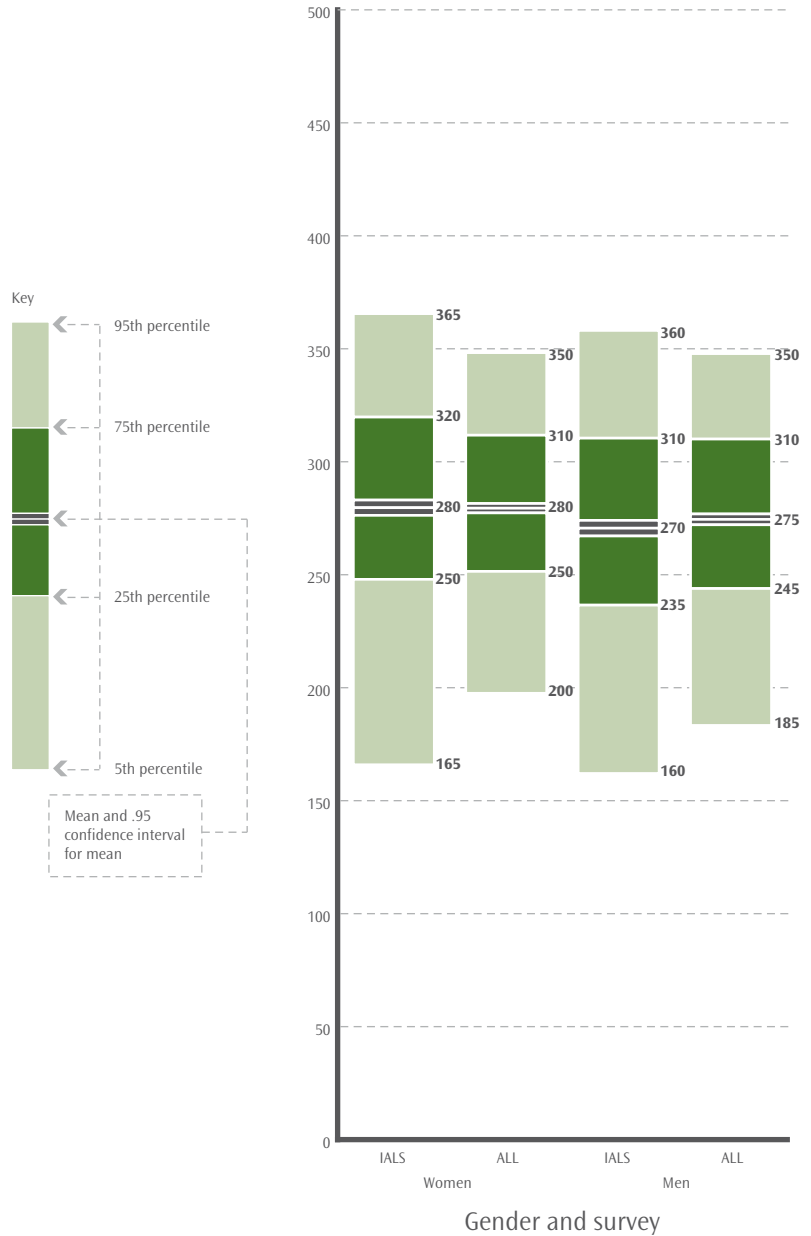 Key
95th percentile
75th percentile
25th percentile
5th percentile
Mean and .95
confidence interval
for mean
500
450
400
350
300
250
200
150
100
50
0
365
320
280
250
165
350
310
280
250
200
360
310
270
235
160
350
310
275
245
185
IALS ALL IALS ALL
Women Men
Gender and survey